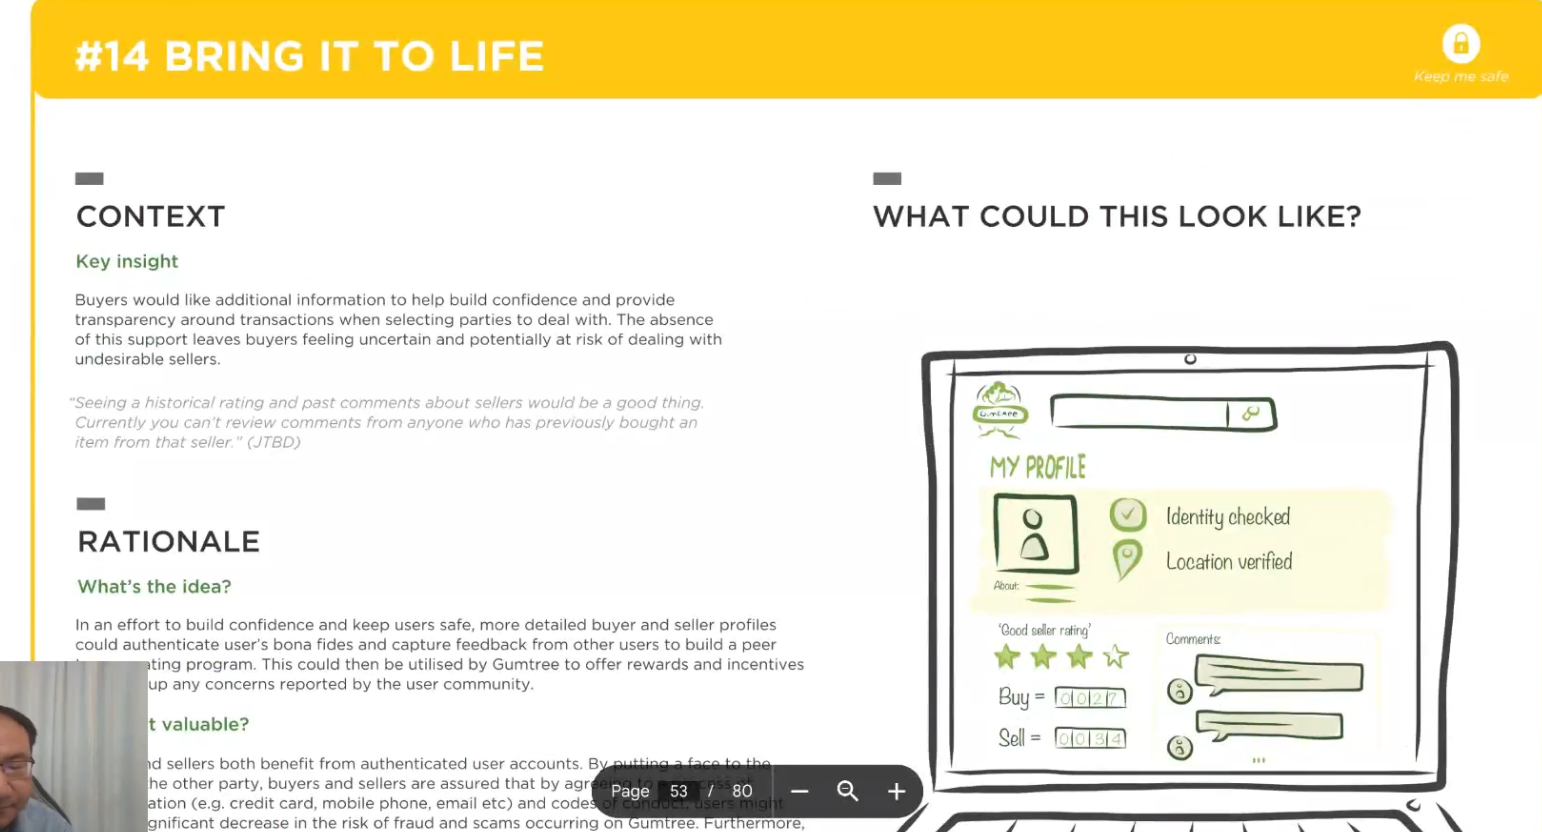 #14 BRING IT TO LIFE
Keep me safe
CONTEXT
Key insight
Buyers would like additional information to help build confidence and provide
transparency around transactions when selecting parties to deal with. The absence
of this support leaves buyers feeling uncertain and potentially at risk of dealing with
undesirable sellers.
“Seeing a historical rating and past comments about sellers would be a good thing.
Currently you can't review comments from anyone who has previously bought an
item from that seller.” (JTBD)
RATIONALE
What's the idea?
In an effort to build confidence and keep users safe, more detailed buyer and seller profiles
could authenticate user's bona fides and capture feedback from other users to build a peer
ating program. This could then be utilised by Gumtree to offer rewards and incentives
up any concerns reported by the user community.
t valuable?
nd sellers both benefit from authenticated user accounts. By putting a face to the
he other party, buyers and sellers are assured that by agreeing to a process of
ation (e.g. credit card, mobile phone, email etc) and codes of conduct, users might
gnificant decrease in the risk of fraud and scams occurring on Gumtree. Furthermore,
WHAT COULD THIS LOOK LIKE?
Gumtree
MY PROFILE
Identity checked
Location verified
About:
'Good seller rating'
Buy = 0027
Sell = 0034
Comments:
...
Page 53 / 80